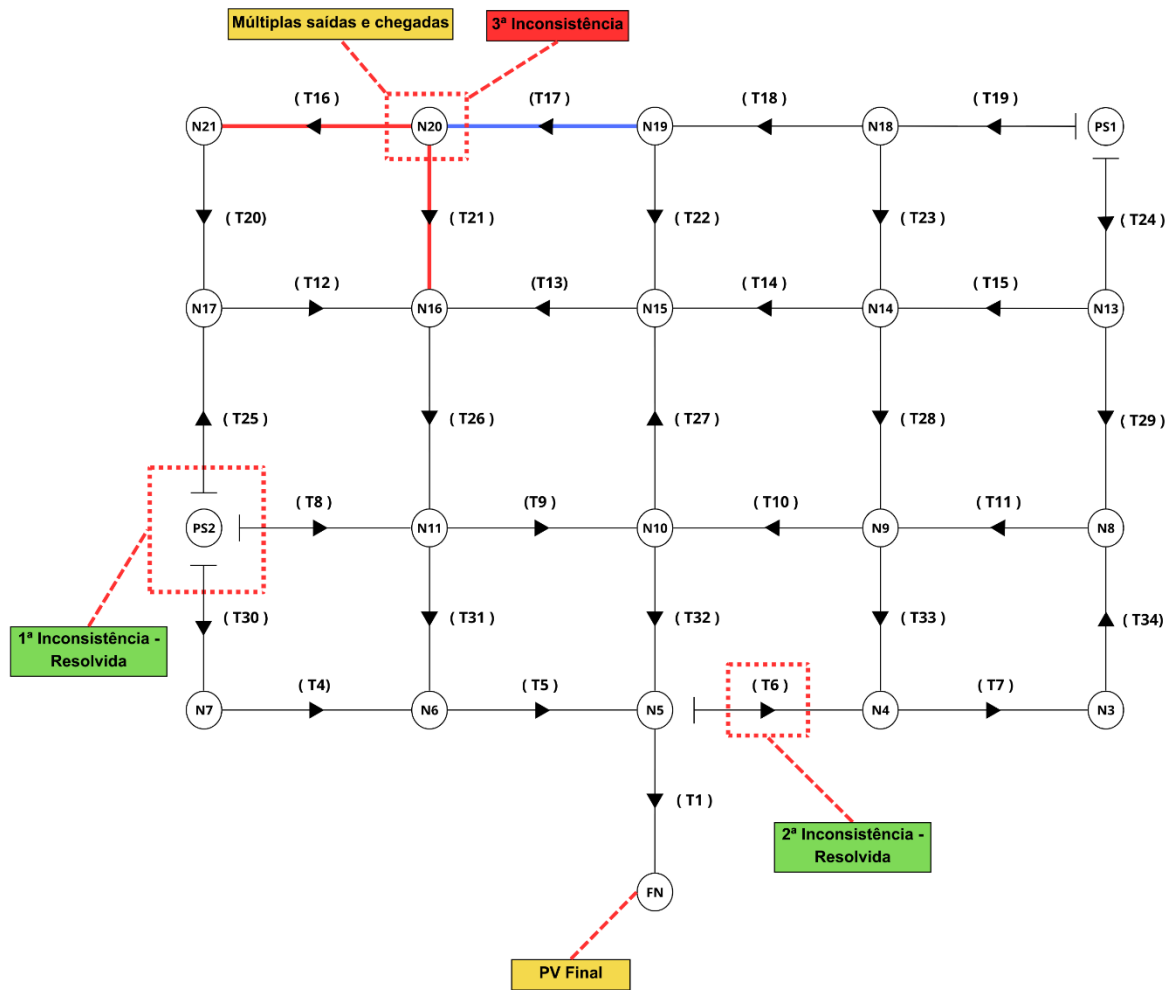 Múltiplas saídas e chegadas
3ª Inconsistência
( T16 )
(T17)
( T18 )
( T19 )
N21
N20
N19
N18
PS1
( T20)
( T21 )
( T22 )
( T23 )
( T24 )
( T12 )
(T13)
( T14 )
( T15 )
N17
N16
N15
N14
N13
( T25 )
( T26 )
( T27 )
( T28 )
( T29 )
( T8 )
(T9)
( T10 )
( T11 )
PS2
N11
N10
N9
N8
1ª Inconsistência -
Resolvida
( T30 )
( T31 )
( T32 )
( T33 )
( T34)
( T4)
( T5 )
( T6 )
( T7 )
N7
N6
N5
N4
N3
( T1 )
2ª Inconsistência -
Resolvida
FN
PV Final